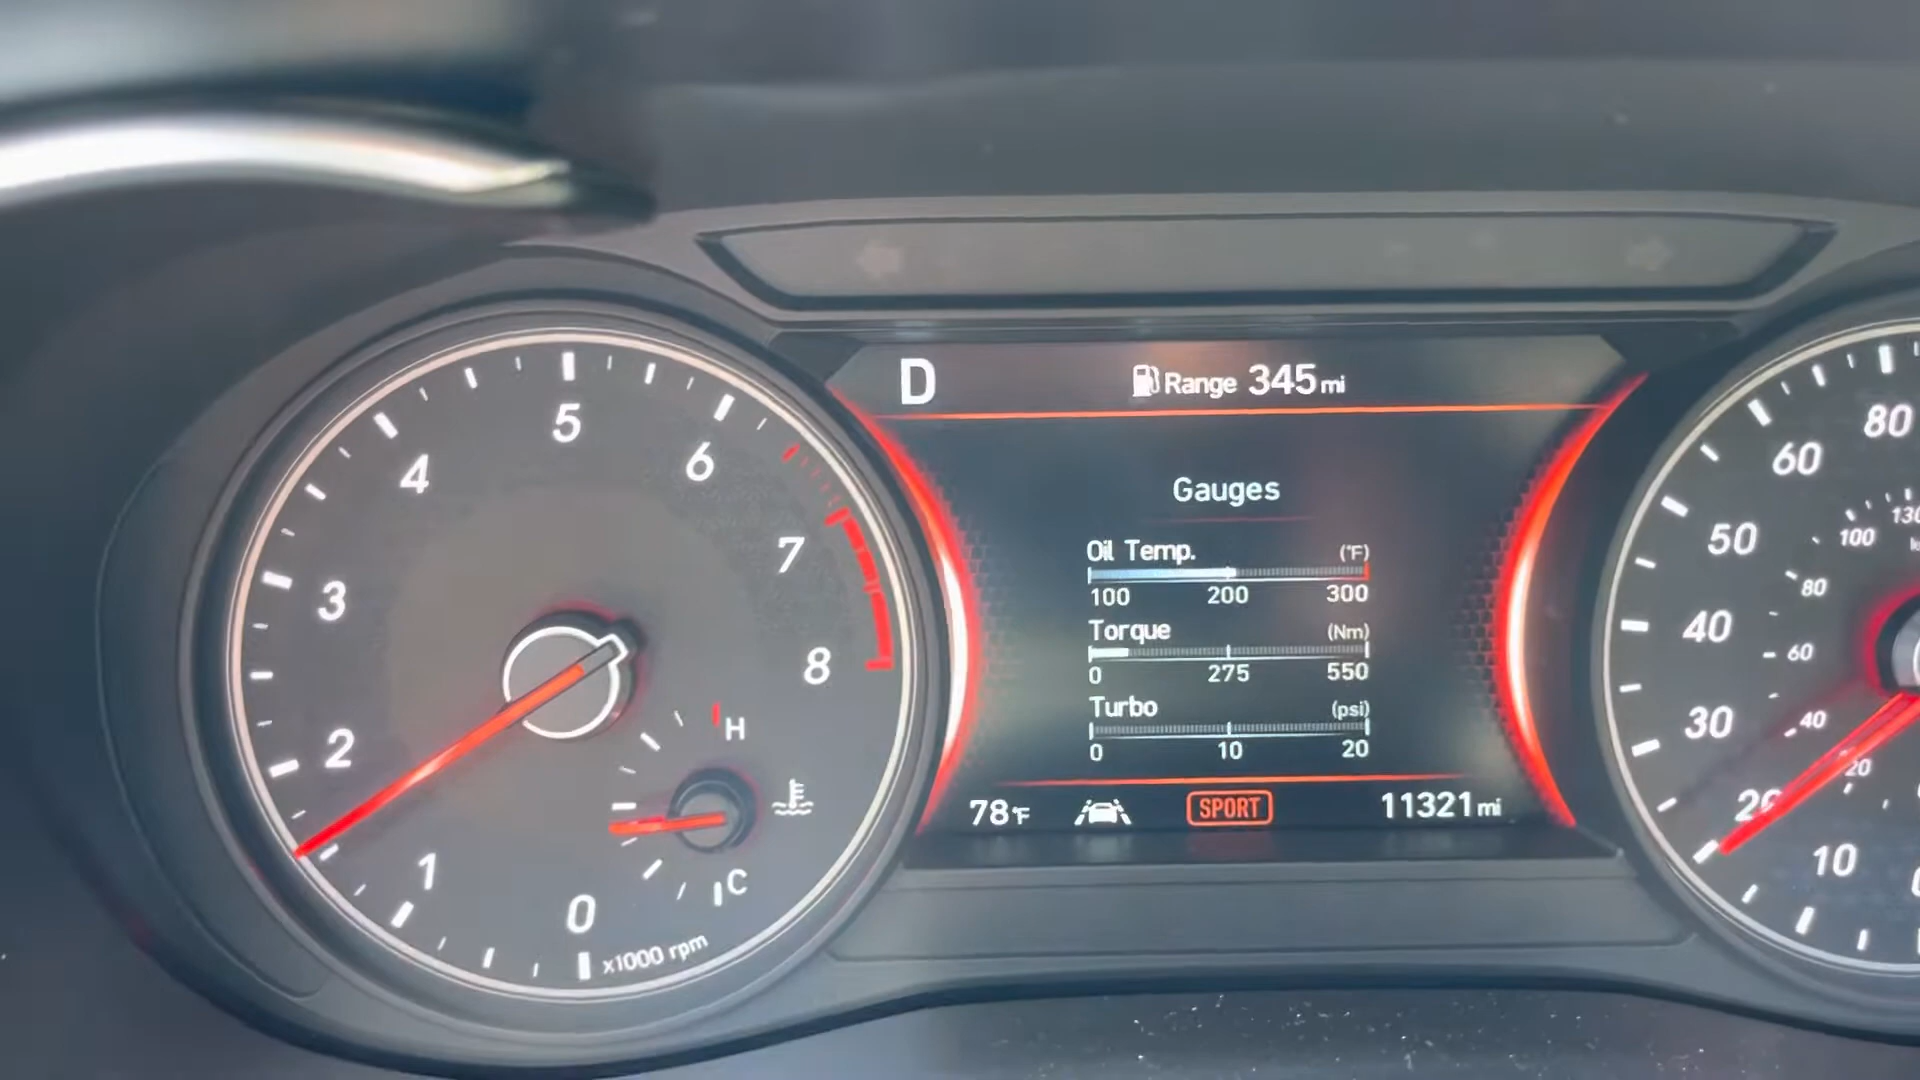 D
Range 345 mi
Gauges
Oil Temp. (°F)
100 200 300
Torque (Nm)
0 275 550
Turbo (psi)
0 10 20
78°F SPORT 11321 mi
0 1 2 3 4 5 6 7 8
x1000 rpm
H
C
10 20 30 40 50 60 80
20 40 60 80 100 130